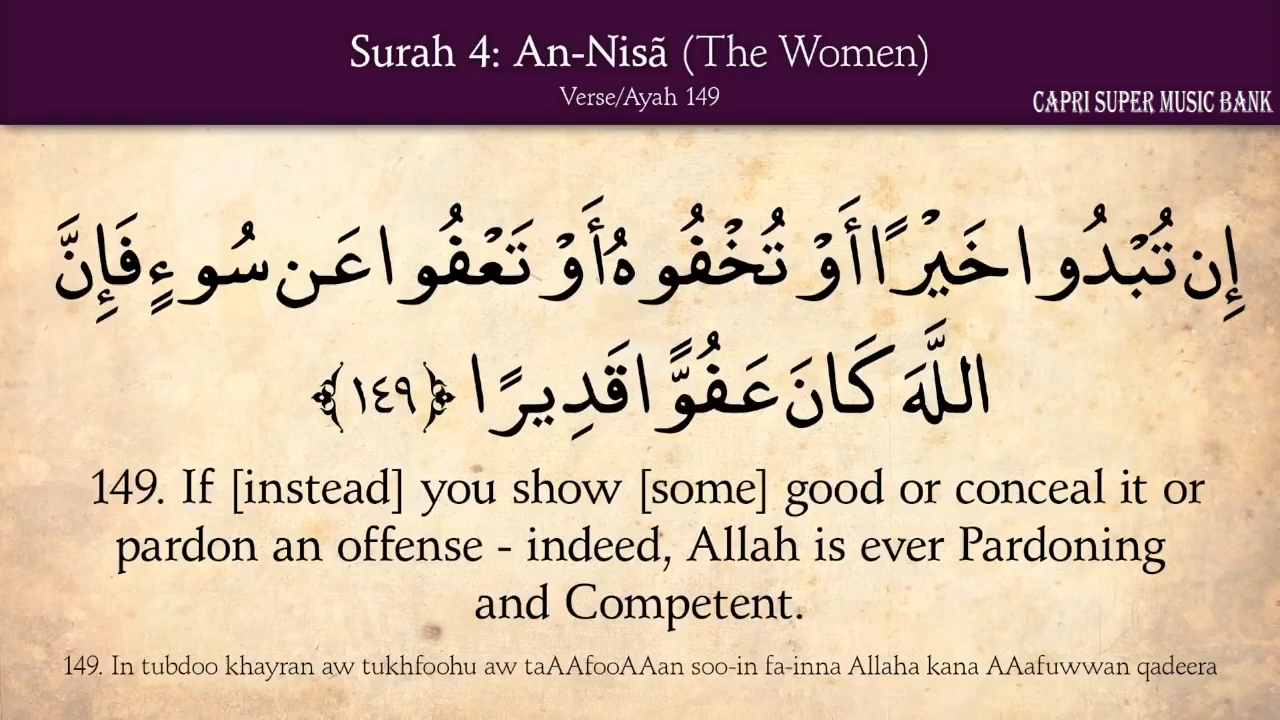 Surah 4: An-Nisã (The Women)
Verse/Ayah 149
CAPRI SUPER MUSIC BANK
إِن تُبْدُوا خَيْرًا أَوْ تُخْفُوهُ أَوْ تَعْفُوا عَن سُوءٍ فَإِنَّ
اللَّهَ كَانَ عَفُوًّا قَدِيرًا ﴿١٤٩﴾
149. If [instead] you show [some] good or conceal it or
pardon an offense - indeed, Allah is ever Pardoning
and Competent.
149. In tubdoo khayran aw tukhfoohu aw taAAfooAAan soo-in fa-inna Allaha kana AAafuwwan qadeera